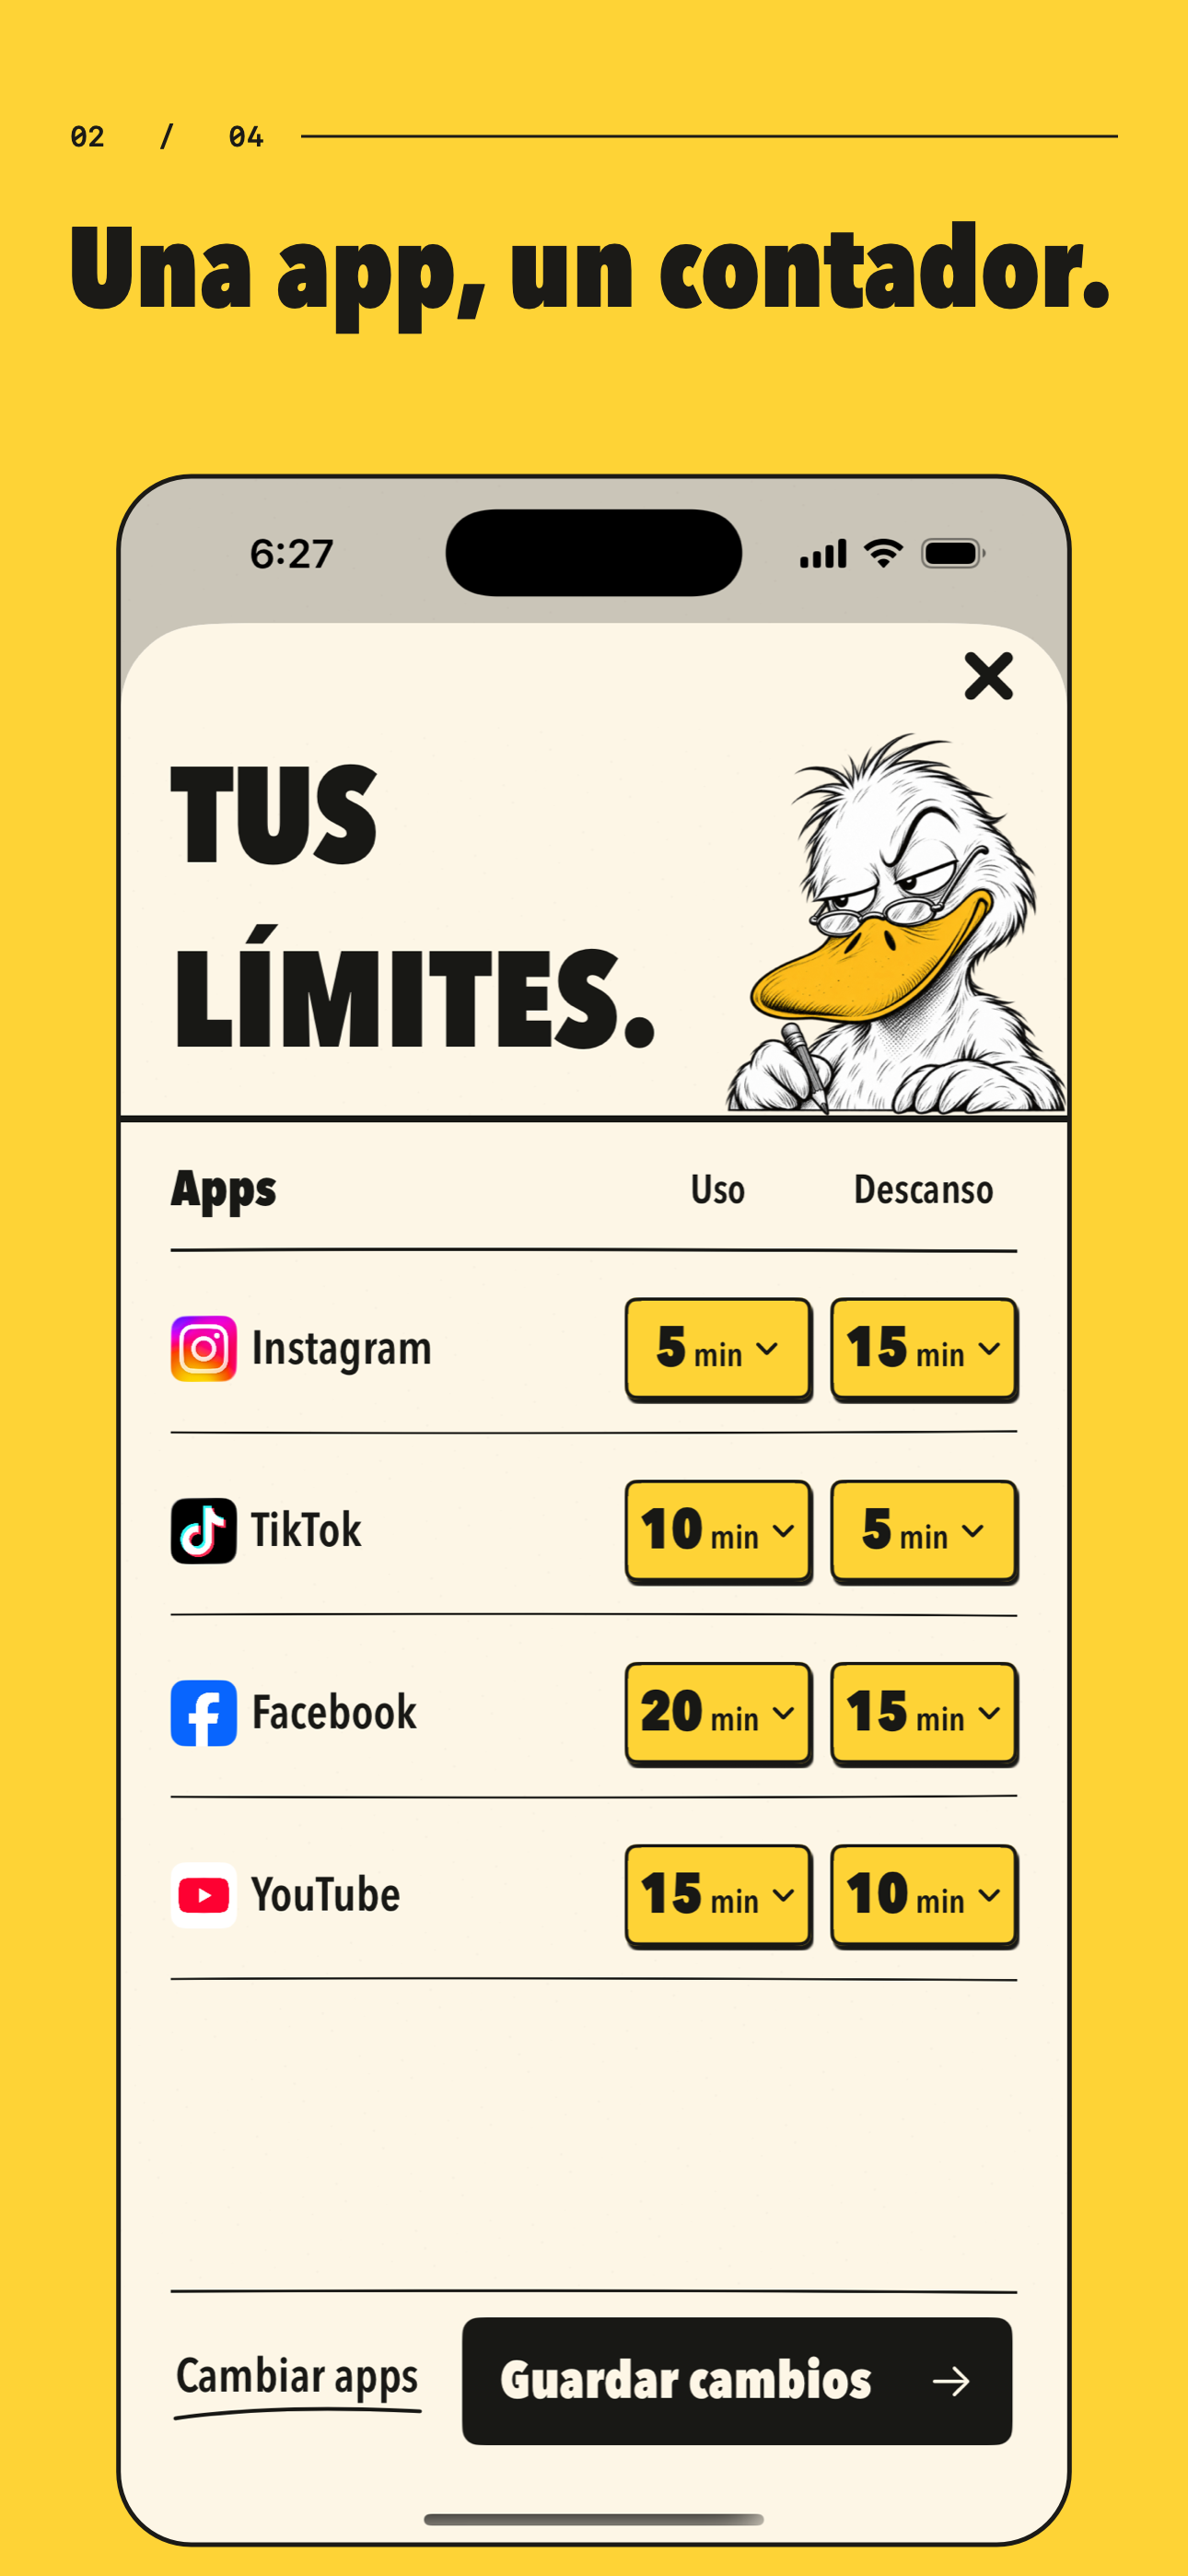 02 / 04
Una app, un contador.
6:27
TUS
LÍMITES.
Apps Uso Descanso
Instagram 5 min 15 min
TikTok 10 min 5 min
Facebook 20 min 15 min
YouTube 15 min 10 min
Cambiar apps Guardar cambios →